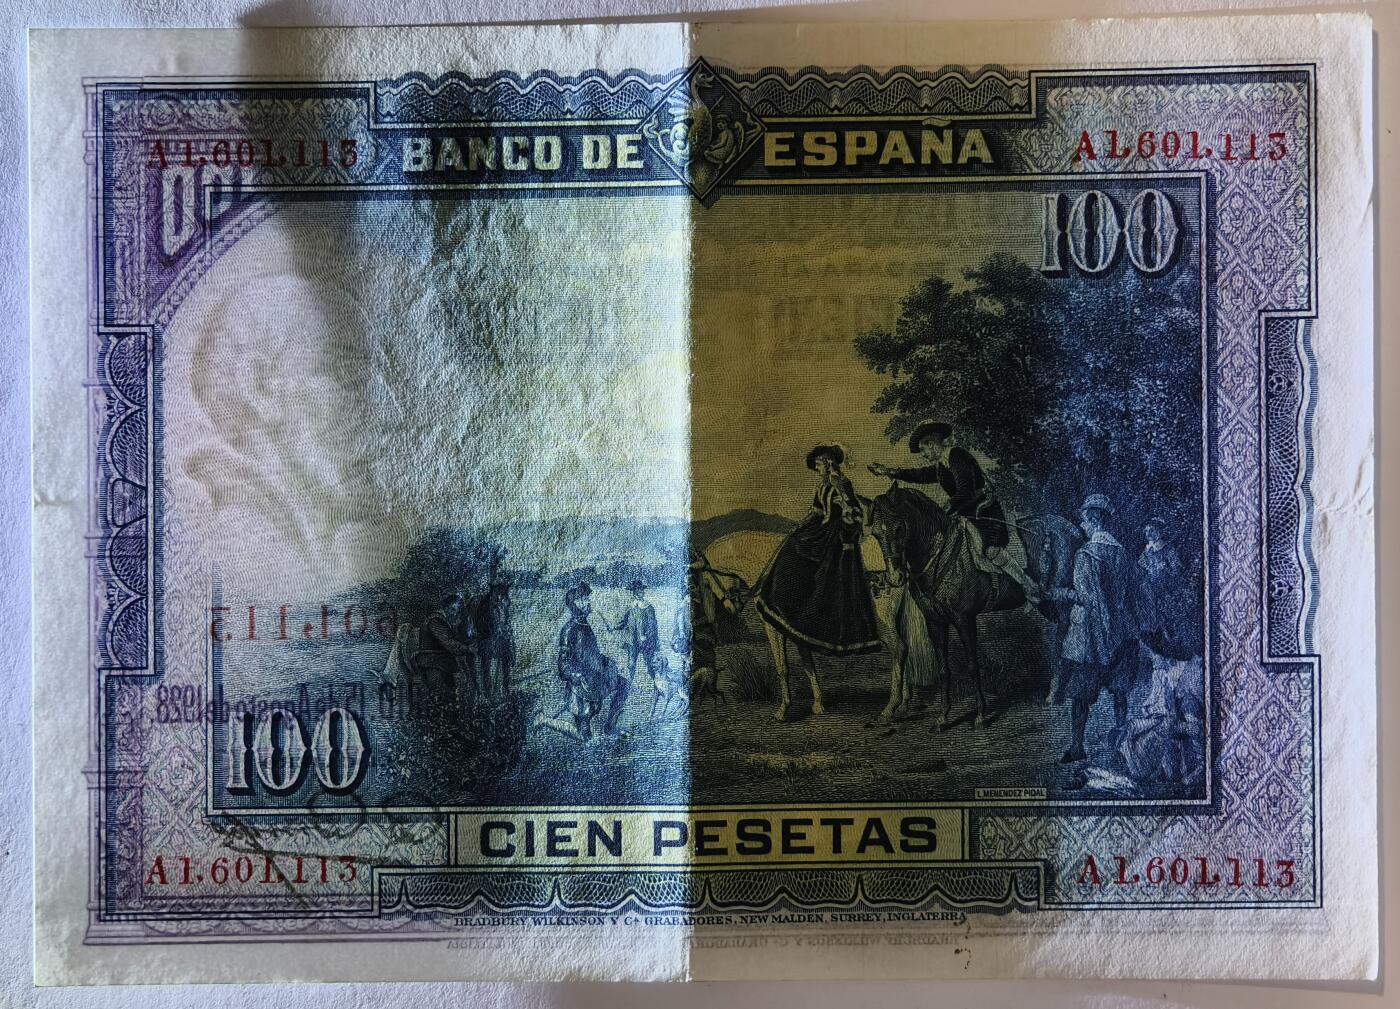 BANCO DE ESPAÑA
A1,601,113 A1,601,113
100
100
L. MENENDEZ PIDAL
CIEN PESETAS
A1,601,113 A1,601,113
BRADBURY, WILKINSON Y Cª GRABADORES, NEW MALDEN, SURREY, INGLATERRA